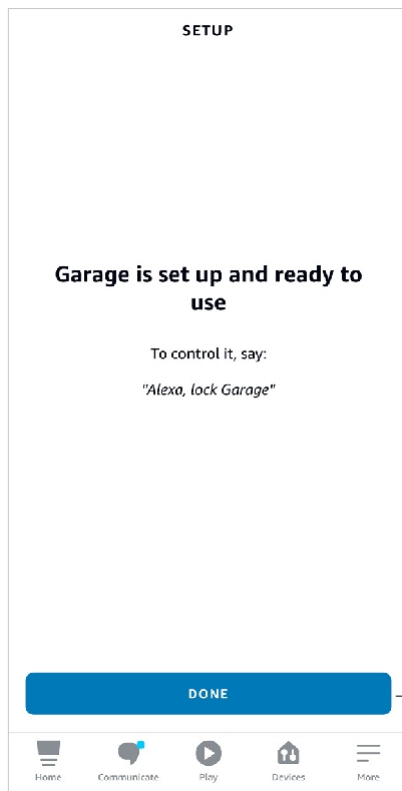 SETUP
Garage is set up and ready to
use
To control it, say:
"Alexa, lock Garage"
DONE
Home Communicate Play Devices More